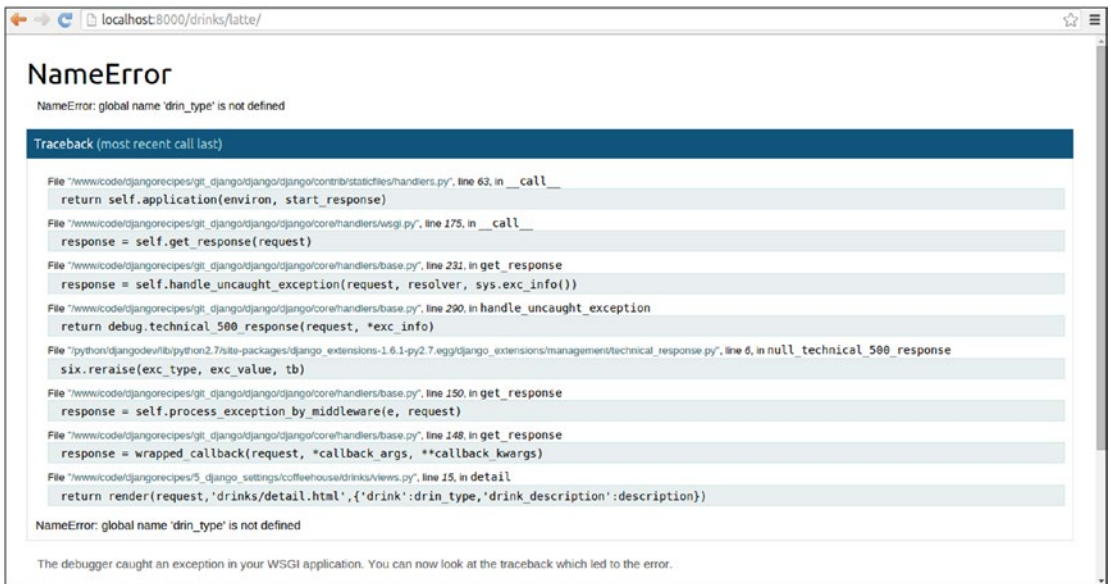 localhost:8000/drinks/latte/
NameError
NameError: global name 'drin_type' is not defined
Traceback (most recent call last)
File "/www/code/djangorecipes/git_django/django/django/contrib/staticfiles/handlers.py", line 63, in __call__
return self.application(environ, start_response)
File "/www/code/djangorecipes/git_django/django/django/core/handlers/wsgi.py", line 175, in __call__
response = self.get_response(request)
File "/www/code/djangorecipes/git_django/django/django/core/handlers/base.py", line 231, in get_response
response = self.handle_uncaught_exception(request, resolver, sys.exc_info())
File "/www/code/djangorecipes/git_django/django/django/core/handlers/base.py", line 290, in handle_uncaught_exception
return debug.technical_500_response(request, *exc_info)
File "/python/djangodev/lib/python2.7/site-packages/django_extensions-1.6.1-py2.7.egg/django_extensions/management/technical_response.py", line 6, in null_technical_500_response
six.reraise(exc_type, exc_value, tb)
File "/www/code/djangorecipes/git_django/django/django/core/handlers/base.py", line 150, in get_response
response = self.process_exception_by_middleware(e, request)
File "/www/code/djangorecipes/git_django/django/django/core/handlers/base.py", line 148, in get_response
response = wrapped_callback(request, *callback_args, **callback_kwargs)
File "/www/code/djangorecipes/5_django_settings/coffeehouse/drinks/views.py", line 15, in detail
return render(request,'drinks/detail.html',{'drink':drin_type,'drink_description':description})
NameError: global name 'drin_type' is not defined
The debugger caught an exception in your WSGI application. You can now look at the traceback which led to the error.